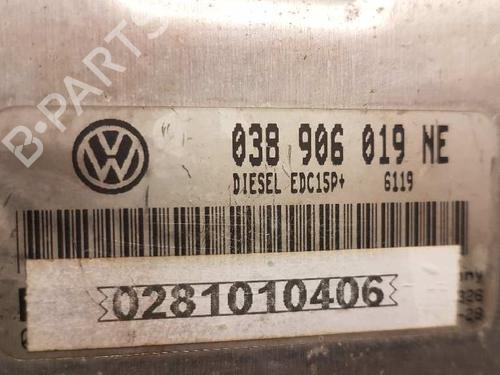 B-PARTS
038 906 019 NE
DIESEL EDC15P+ 6119
0281010406